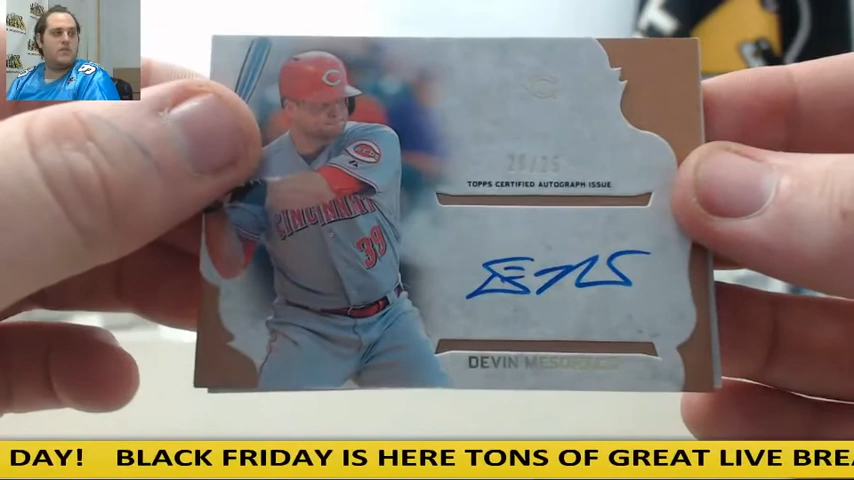 25/25
TOPPS CERTIFIED AUTOGRAPH ISSUE
CINCINNATI
39
REDS
DEVIN MESORACO
DAY! BLACK FRIDAY IS HERE TONS OF GREAT LIVE BREA